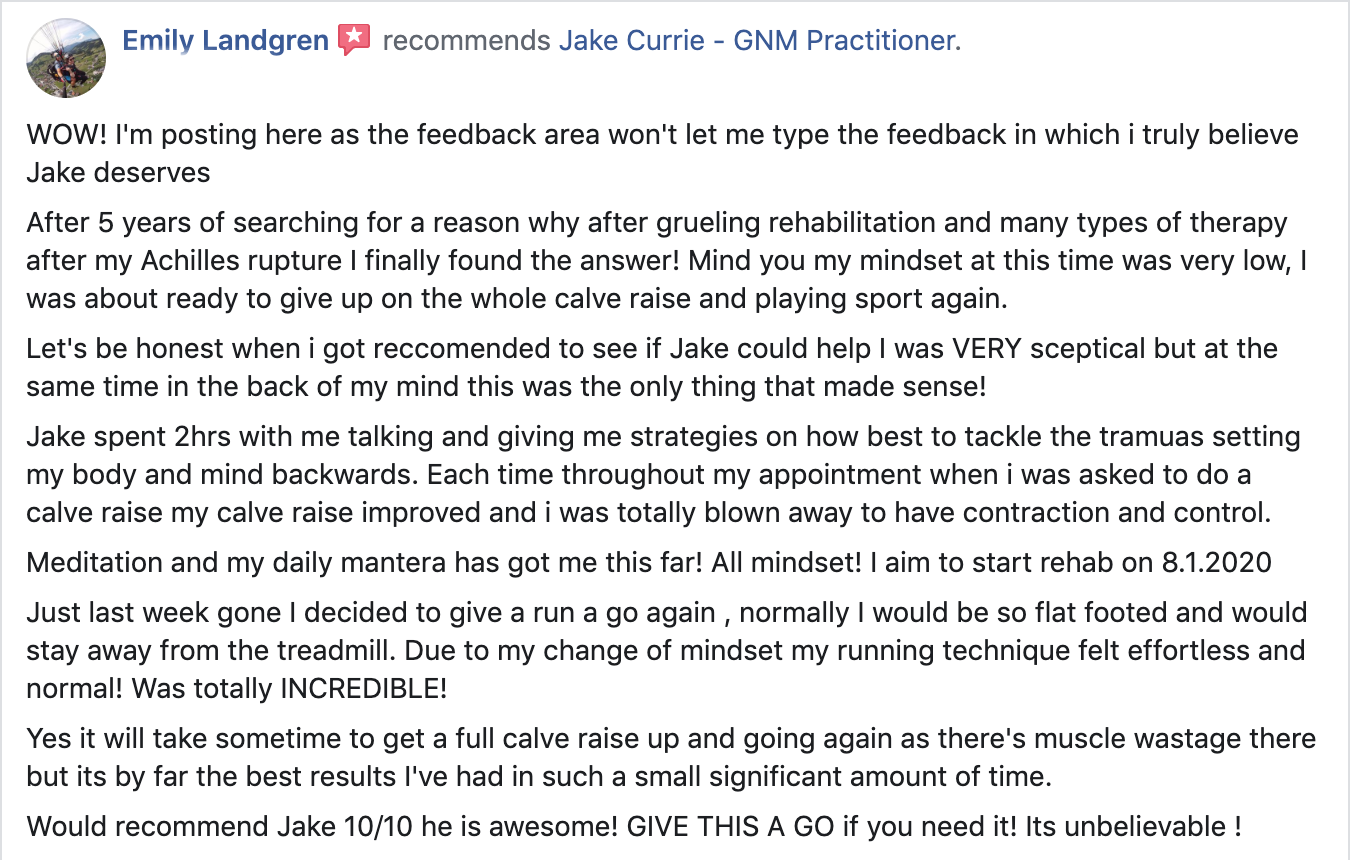 Emily Landgren recommends Jake Currie - GNM Practitioner.
WOW! I'm posting here as the feedback area won't let me type the feedback in which i truly believe
Jake deserves
After 5 years of searching for a reason why after grueling rehabilitation and many types of therapy
after my Achilles rupture I finally found the answer! Mind you my mindset at this time was very low, I
was about ready to give up on the whole calve raise and playing sport again.
Let's be honest when i got reccomended to see if Jake could help I was VERY sceptical but at the
same time in the back of my mind this was the only thing that made sense!
Jake spent 2hrs with me talking and giving me strategies on how best to tackle the tramuas setting
my body and mind backwards. Each time throughout my appointment when i was asked to do a
calve raise my calve raise improved and i was totally blown away to have contraction and control.
Meditation and my daily mantera has got me this far! All mindset! I aim to start rehab on 8.1.2020
Just last week gone I decided to give a run a go again , normally I would be so flat footed and would
stay away from the treadmill. Due to my change of mindset my running technique felt effortless and
normal! Was totally INCREDIBLE!
Yes it will take sometime to get a full calve raise up and going again as there's muscle wastage there
but its by far the best results I've had in such a small significant amount of time.
Would recommend Jake 10/10 he is awesome! GIVE THIS A GO if you need it! Its unbelievable !